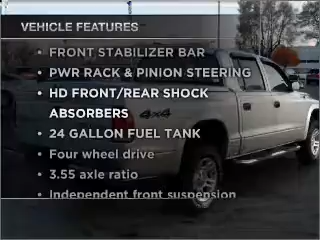 VEHICLE FEATURES
• FRONT STABILIZER BAR
• PWR RACK & PINION STEERING
• HD FRONT/REAR SHOCK
ABSORBERS
• 24 GALLON FUEL TANK
• Four wheel drive
• 3.55 axle ratio
• Independent front suspension
4x4